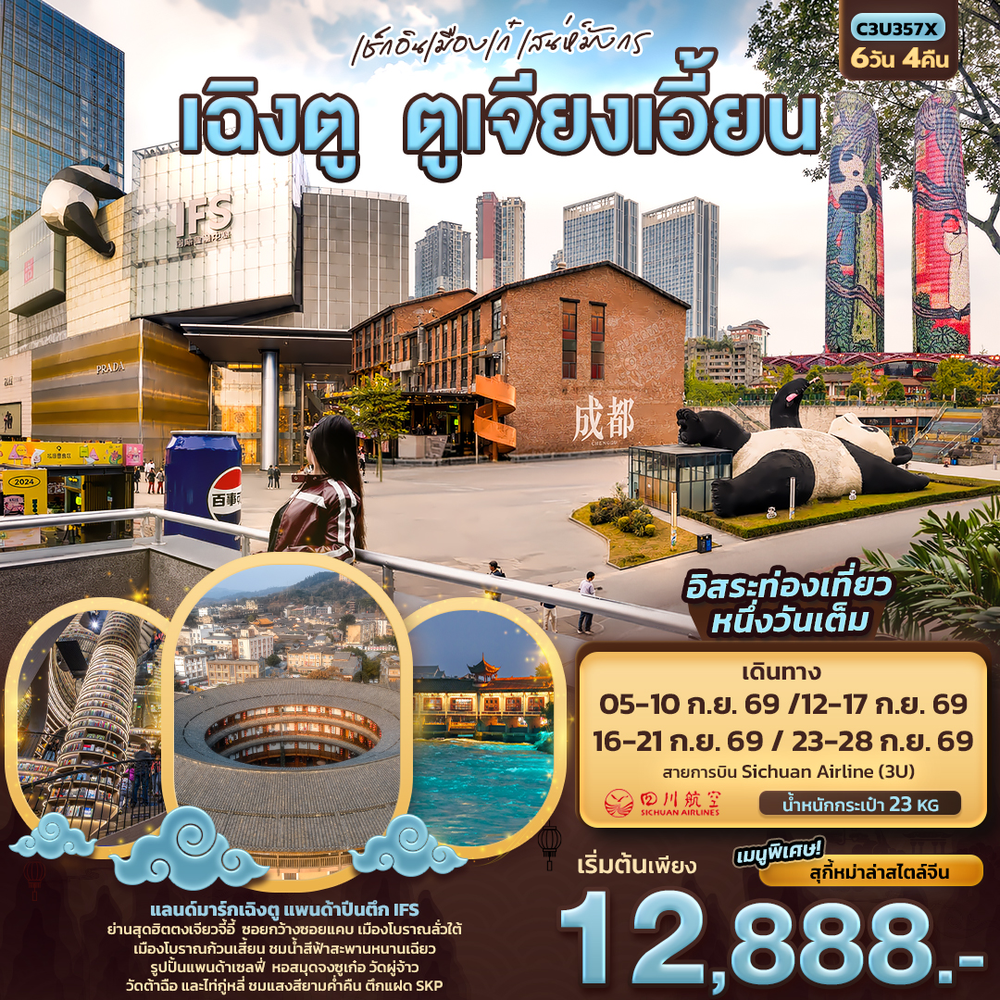 เช็กอินเมืองเก๋ เสน่ห์มังกร
C3U357X
6วัน 4คืน
เฉิงตู ตูเจียงเอี้ยน
IFS
PRADA
成都
CHENGDU
2024
百事可
อิสระท่องเที่ยว
หนึ่งวันเต็ม
เดินทาง
05-10 ก.ย. 69 /12-17 ก.ย. 69
16-21 ก.ย. 69 / 23-28 ก.ย. 69
สายการบิน Sichuan Airline (3U)
四川航空
SICHUAN AIRLINES
น้ำหนักกระเป๋า 23 KG
เริ่มต้นเพียง
เมนูพิเศษ!
สุกี้หม่าล่าสไตล์จีน
12,888.-
แลนด์มาร์กเฉิงตู แพนด้าปีนตึก IFS
ย่านสุดฮิตตงเจียวจี้อี้ ซอยกว้างซอยแคบ เมืองโบราณลั่วใต้
เมืองโบราณก้วนเสี้ยน ชมน้ำสีฟ้าสะพานหนานเฉียว
รูปปั้นแพนด้าเซลฟี่ หอสมุดจงซูเก๋อ วัดผู่จ้าว
วัดต้าฉือ และไท่กู่หลี่ ชมแสงสียามค่ำคืน ตึกแฝด SKP